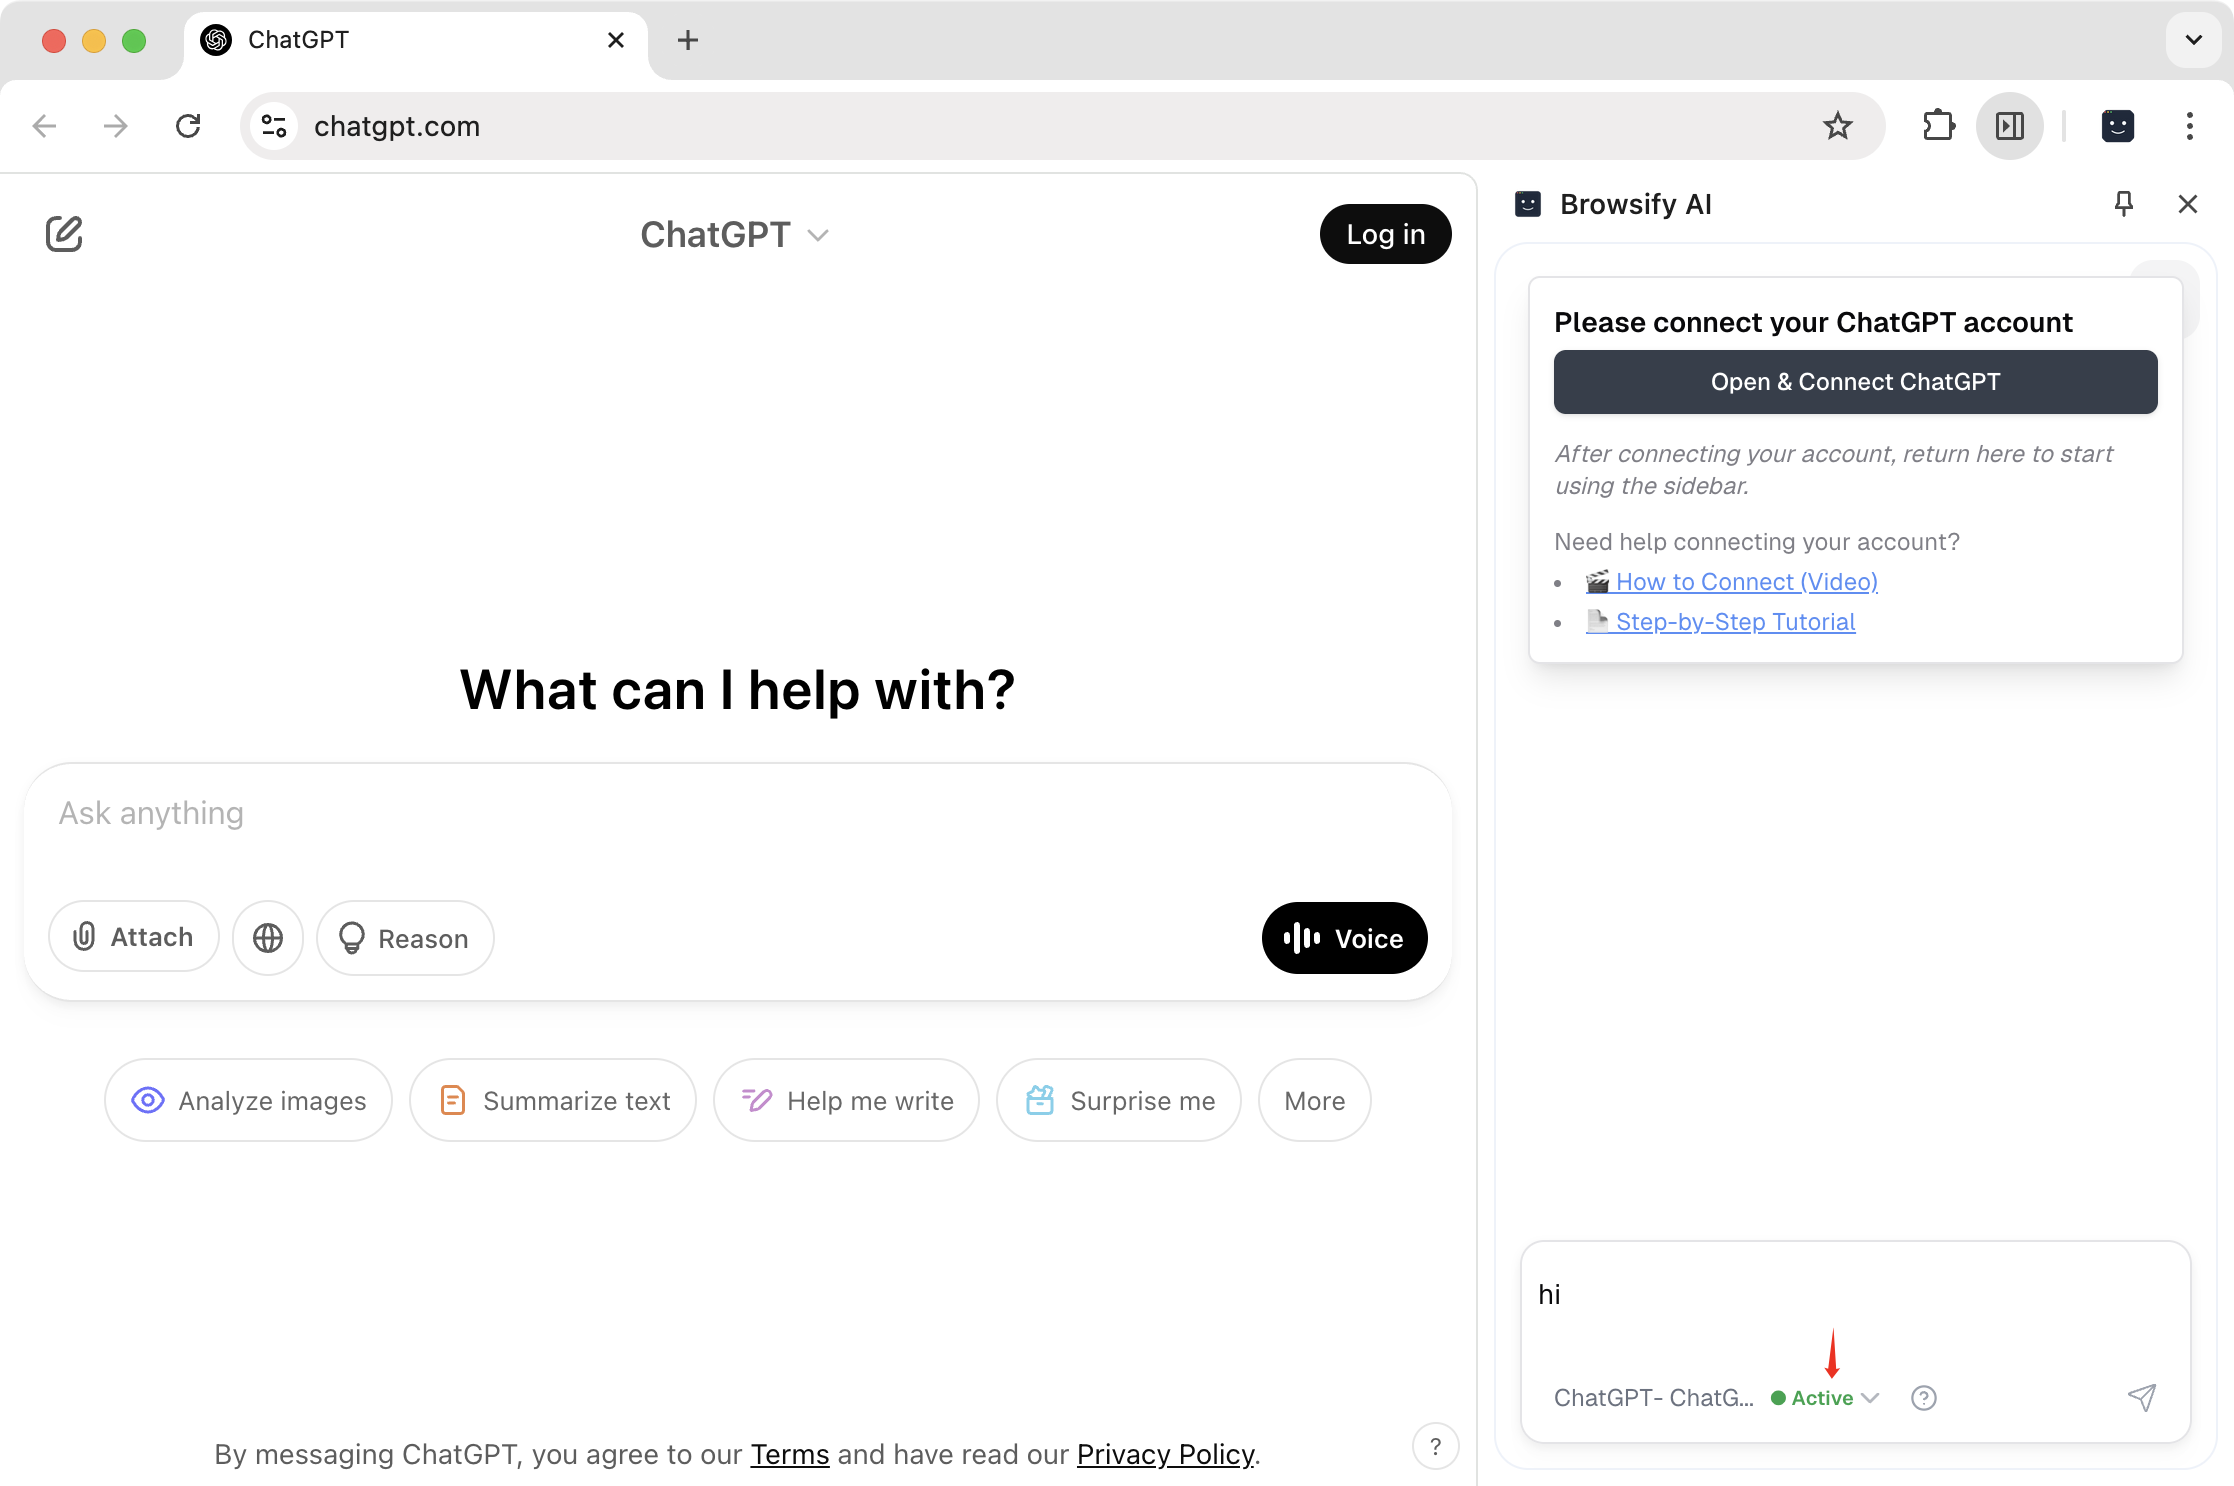 ChatGPT
chatgpt.com
ChatGPT
Log in
What can I help with?
Ask anything
Attach
Reason
Voice
Analyze images
Summarize text
Help me write
Surprise me
More
By messaging ChatGPT, you agree to our Terms and have read our Privacy Policy.
?
Browsify AI
Please connect your ChatGPT account
Open & Connect ChatGPT
After connecting your account, return here to start
using the sidebar.
Need help connecting your account?
• How to Connect (Video)
• Step-by-Step Tutorial
hi
ChatGPT- ChatG... Active ?